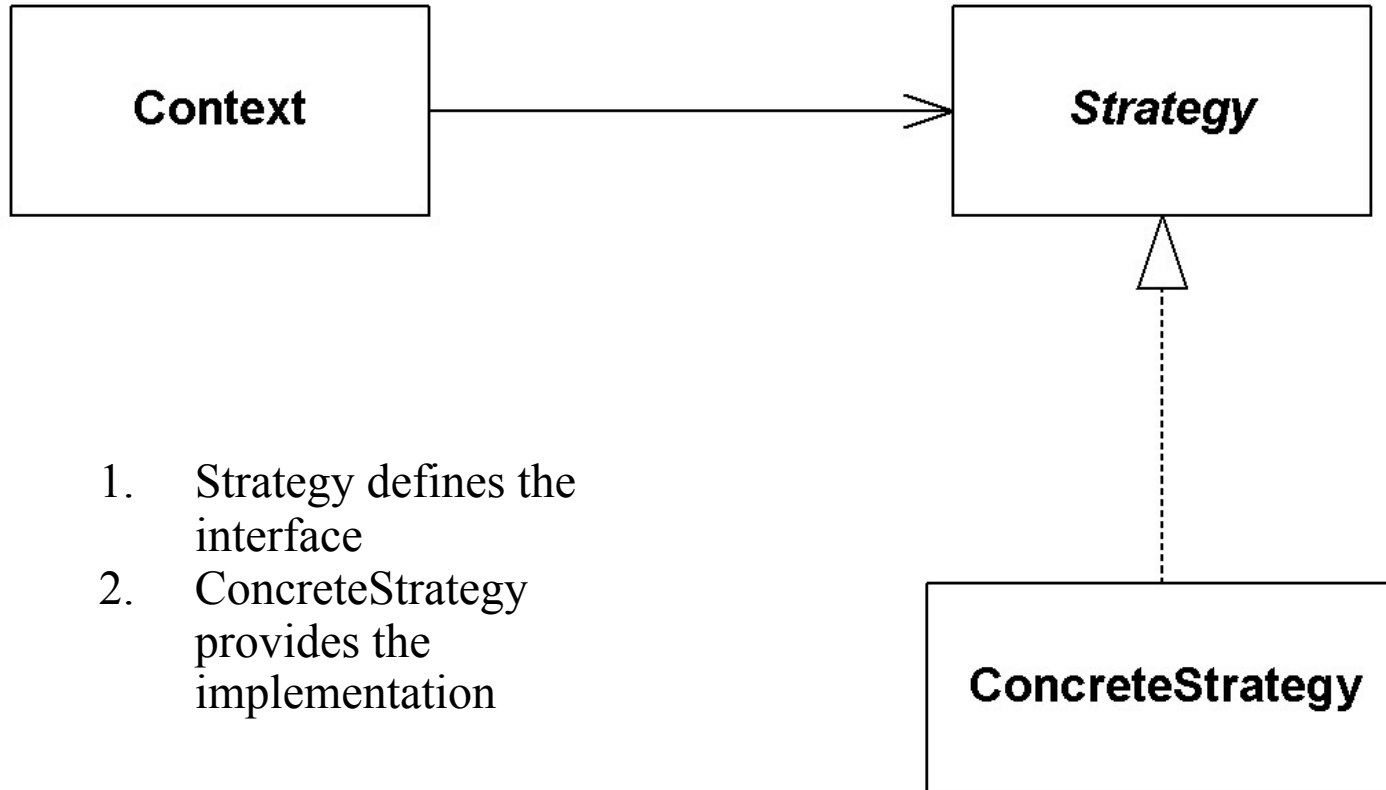 Context
Strategy
1. Strategy defines the
interface
2. ConcreteStrategy
provides the
implementation
ConcreteStrategy